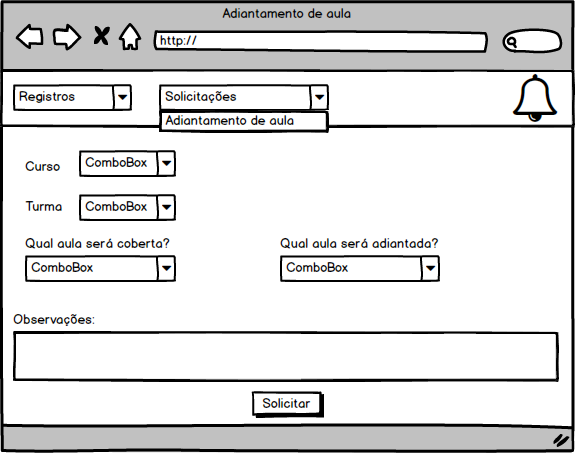 Adiantamento de aula
http://
Registros
Solicitações
Adiantamento de aula
Curso
ComboBox
Turma
ComboBox
Qual aula será coberta?
Qual aula será adiantada?
ComboBox
ComboBox
Observações:
Solicitar